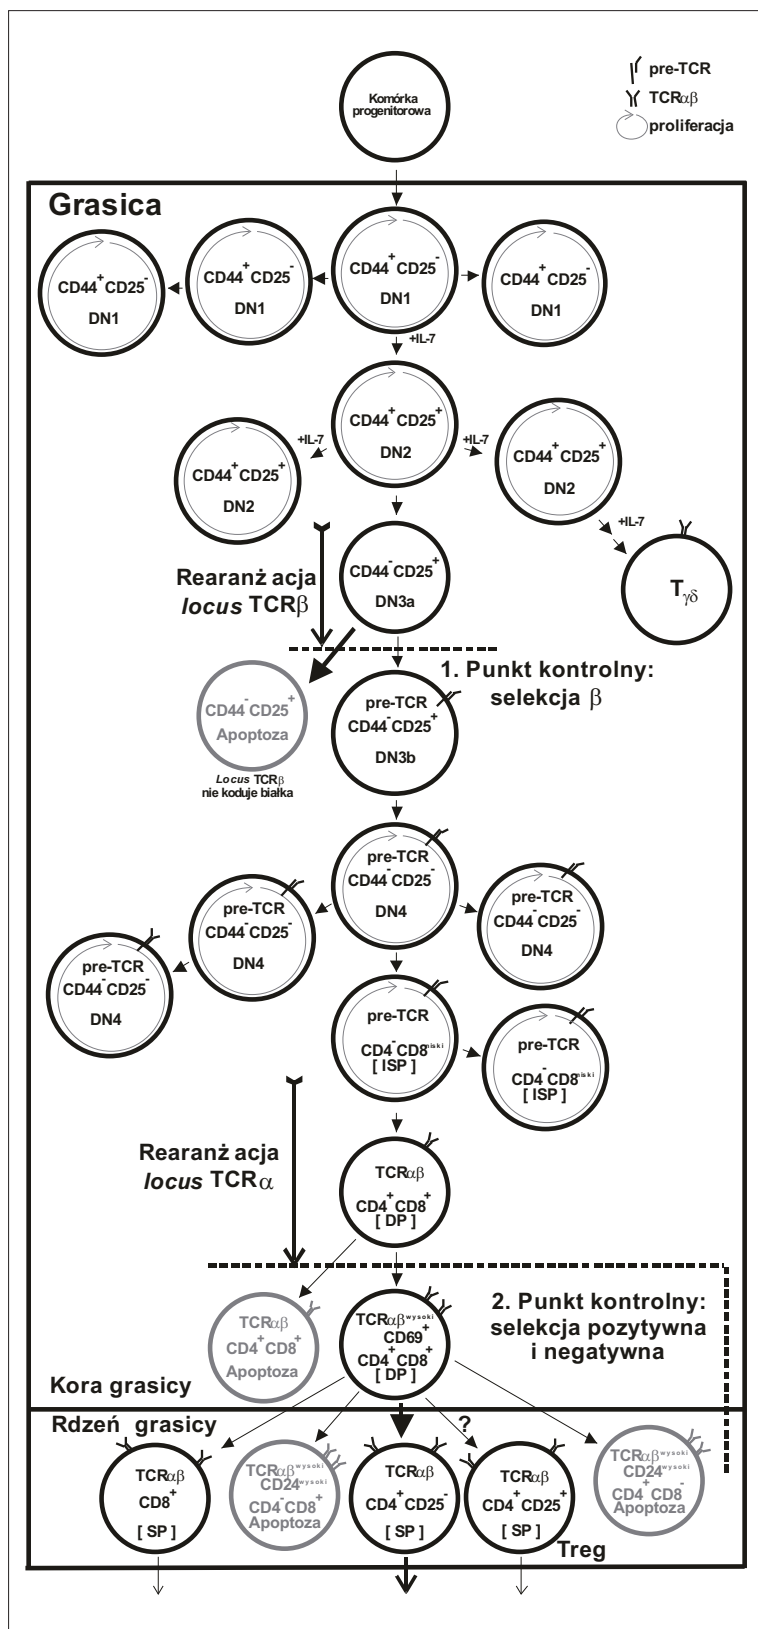 Komórka
progenitorowa
pre-TCR
TCRαβ
proliferacja
Grasica
CD44⁺CD25⁻
DN1
CD44⁺CD25⁻
DN1
CD44⁺CD25⁻
DN1
CD44⁺CD25⁻
DN1
+IL-7
CD44⁺CD25⁺
DN2
+IL-7
+IL-7
CD44⁺CD25⁺
DN2
CD44⁺CD25⁺
DN2
+IL-7
Tγδ
Rearanż acja
locus TCRβ
CD44⁻CD25⁺
DN3a
1. Punkt kontrolny:
selekcja β
CD44⁻CD25⁺
Apoptoza
Locus TCRβ
nie koduje białka
pre-TCR
CD44⁻CD25⁺
DN3b
pre-TCR
CD44⁻CD25⁻
DN4
pre-TCR
CD44⁻CD25⁻
DN4
pre-TCR
CD44⁻CD25⁻
DN4
pre-TCR
CD44⁻CD25⁻
DN4
pre-TCR
CD4⁻CD8ⁿⁱˢᵏⁱ
[ ISP ]
pre-TCR
CD4⁻CD8ⁿⁱˢᵏⁱ
[ ISP ]
Rearanż acja
locus TCRα
TCRαβ
CD4⁺CD8⁺
[ DP ]
2. Punkt kontrolny:
selekcja pozytywna
i negatywna
TCRαβ
CD4⁺CD8⁺
Apoptoza
TCRαβʷʸˢᵒᵏⁱ
CD69⁺
CD4⁺CD8⁺
[ DP ]
Kora grasicy
Rdzeń grasicy
?
TCRαβ
CD8⁺
[ SP ]
TCRαβʷʸˢᵒᵏⁱ
CD24ʷʸˢᵒᵏⁱ
CD4⁻CD8⁺
Apoptoza
TCRαβ
CD4⁺CD25⁻
[ SP ]
TCRαβ
CD4⁺CD25⁺
[ SP ]
Treg
TCRαβʷʸˢᵒᵏⁱ
CD24ʷʸˢᵒᵏⁱ
CD4⁺CD8⁻
Apoptoza